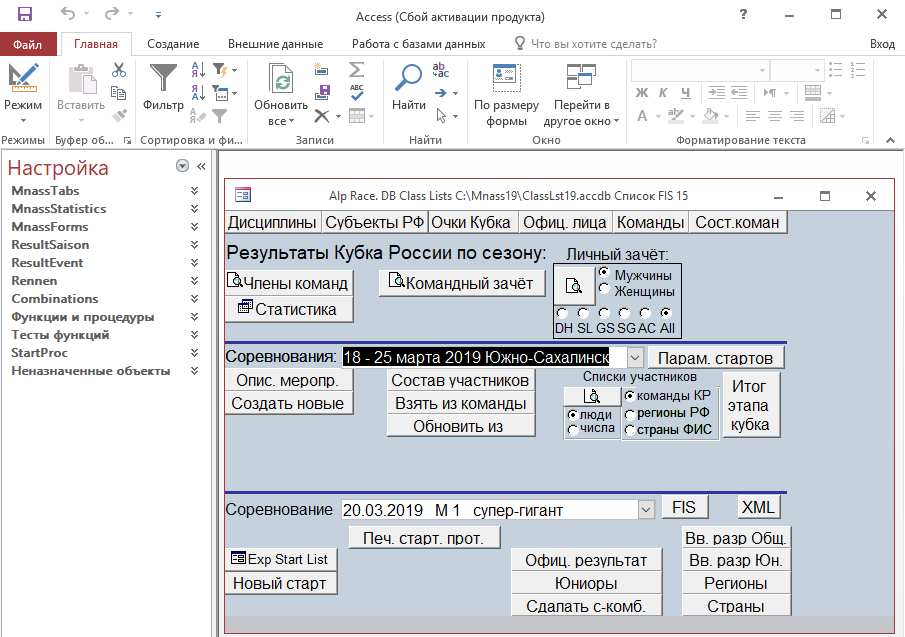 Access (Сбой активации продукта)
?
Файл Главная Создание Внешние данные Работа с базами данных Что вы хотите сделать? Вход
Режим Вставить Фильтр Обновить все Найти По размеру формы Перейти в другое окно Ж К Ч
Режимы Буфер об... Сортировка и фи... Записи Найти Окно Форматирование текста
Настройка
MnassTabs
MnassStatistics
MnassForms
ResultSaison
ResultEvent
Rennen
Combinations
Функции и процедуры
Тесты функций
StartProc
Неназначенные объекты
Alp Race. DB Class Lists C:\Mnass19\ClassLst19.accdb Список FIS 15
Дисциплины Субъекты РФ Очки Кубка Офиц. лица Команды Сост.коман
Результаты Кубка России по сезону: Личный зачёт:
Члены команд Командный зачёт Мужчины
Женщины
Статистика
DH SL GS SG AC All
Соревнования: 18 - 25 марта 2019 Южно-Сахалинск Парам. стартов
Опис. меропр. Состав участников Списки участников
Создать новые Взять из команды команды КР
Обновить из люди регионы РФ
числа страны ФИС
Итог
этапа
кубка
Соревнование 20.03.2019 М 1 супер-гигант FIS XML
Печ. старт. прот. Вв. разр Общ.
Exp Start List Офиц. результат Вв. разр Юн.
Новый старт Юниоры Регионы
Сдалать с-комб. Страны